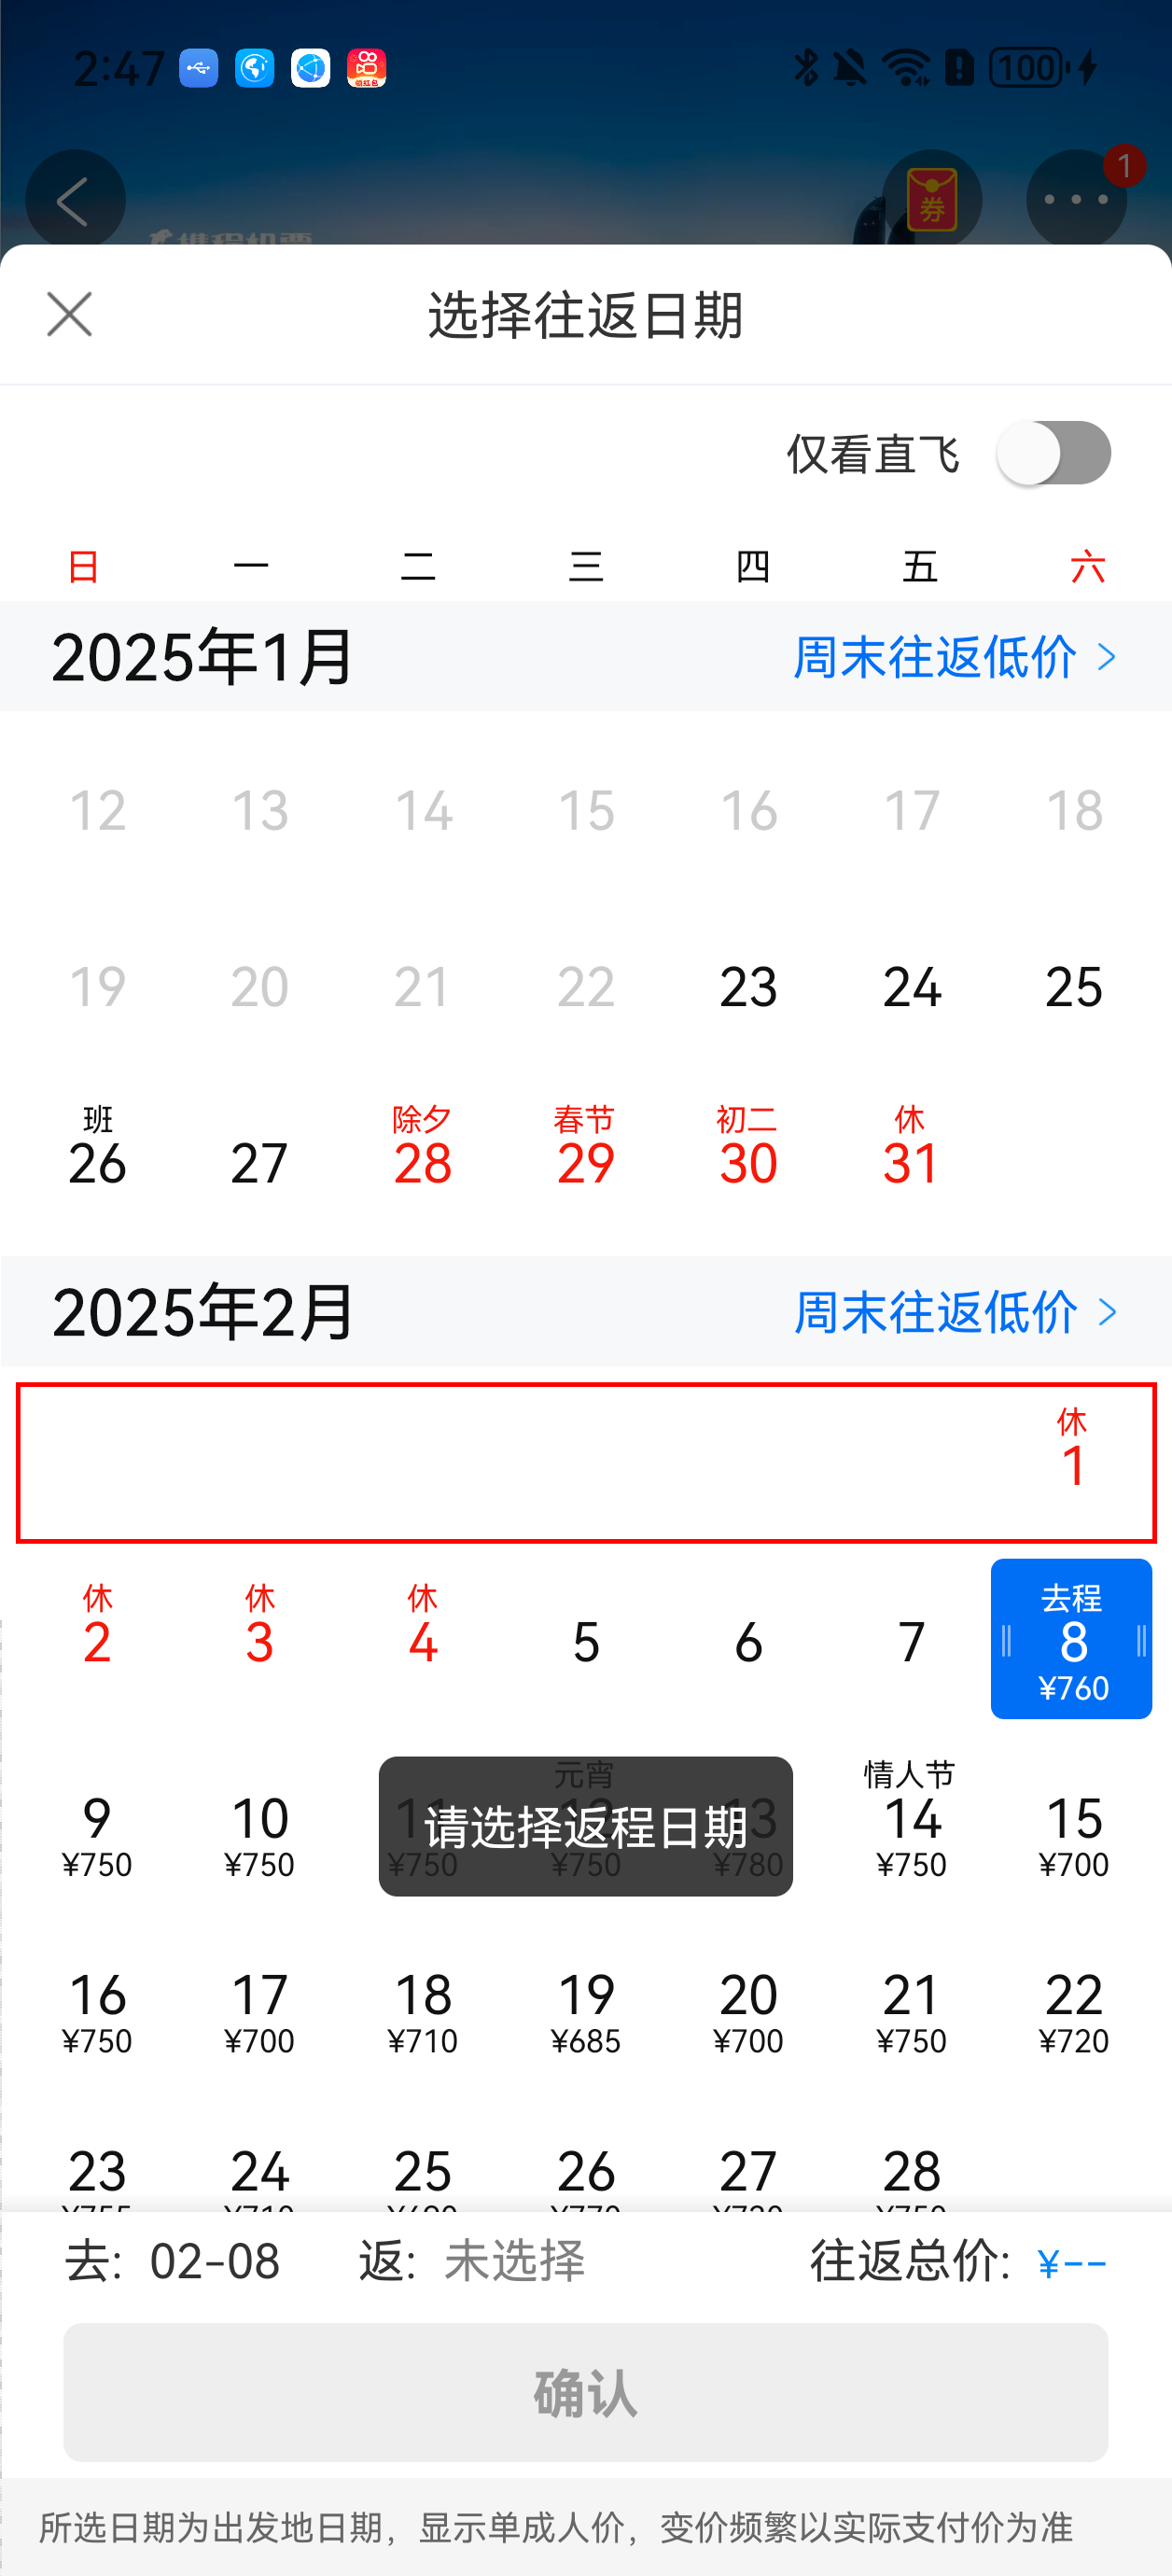 2:47
领红包
100
券
1
携程机票
选择往返日期
仅看直飞
日 一 二 三 四 五 六
2025年1月 周末往返低价 >
12 13 14 15 16 17 18
19 20 21 22 23 24 25
班 除夕 春节 初二 休
26 27 28 29 30 31
2025年2月 周末往返低价 >
休
1
休 休 休 去程
2 3 4 5 6 7 8
¥760
元宵 情人节
9 10 11 12 13 14 15
¥750 ¥750 ¥750 ¥750 ¥780 ¥750 ¥700
请选择返程日期
16 17 18 19 20 21 22
¥750 ¥700 ¥710 ¥685 ¥700 ¥750 ¥720
23 24 25 26 27 28
去: 02-08 返: 未选择 往返总价: ¥--
确认
所选日期为出发地日期，显示单成人价，变价频繁以实际支付价为准